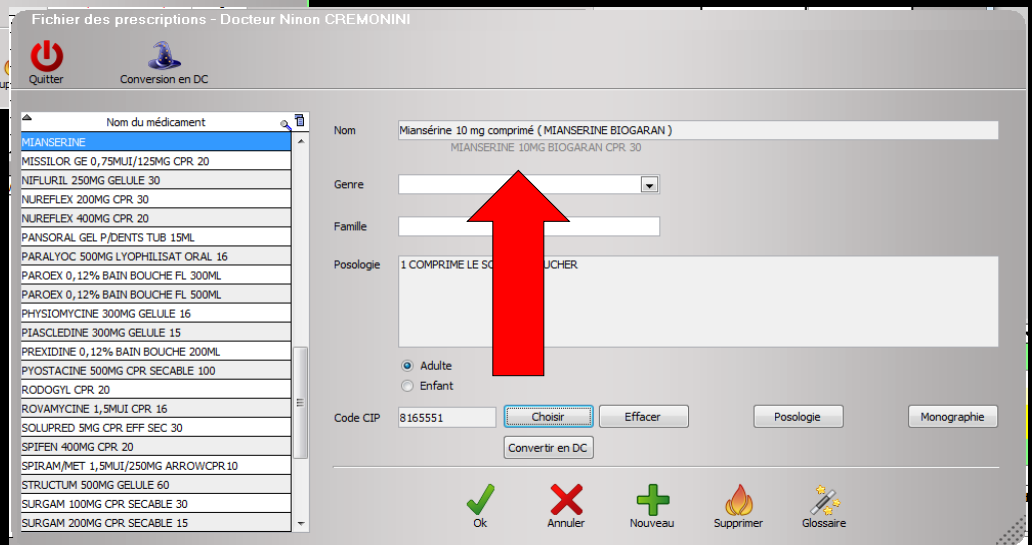 Fichier des prescriptions - Docteur Ninon CREMONINI
Quitter
Conversion en DC
Nom du médicament
MIANSERINE
MISSILOR GE 0,75MUI/125MG CPR 20
NIFLURIL 250MG GELULE 30
NUREFLEX 200MG CPR 30
NUREFLEX 400MG CPR 20
PANSORAL GEL P/DENTS TUB 15ML
PARALYOC 500MG LYOPHILISAT ORAL 16
PAROEX 0,12% BAIN BOUCHE FL 300ML
PAROEX 0,12% BAIN BOUCHE FL 500ML
PHYSIOMYCINE 300MG GELULE 16
PIASCLEDINE 300MG GELULE 15
PREXIDINE 0,12% BAIN BOUCHE 200ML
PYOSTACINE 500MG CPR SECABLE 100
RODOGYL CPR 20
ROVAMYCINE 1,5MUI CPR 16
SOLUPRED 5MG CPR EFF SEC 30
SPIFEN 400MG CPR 20
SPIRAM/MET 1,5MUI/250MG ARROWCPR10
STRUCTUM 500MG GELULE 60
SURGAM 100MG CPR SECABLE 30
SURGAM 200MG CPR SECABLE 15
Nom
Miansérine 10 mg comprimé ( MIANSERINE BIOGARAN )
MIANSERINE 10MG BIOGARAN CPR 30
Genre
Famille
Posologie
1 COMPRIME LE
Adulte
Enfant
Code CIP
8165551
Choisir
Effacer
Posologie
Monographie
Convertir en DC
Ok
Annuler
Nouveau
Supprimer
Glossaire